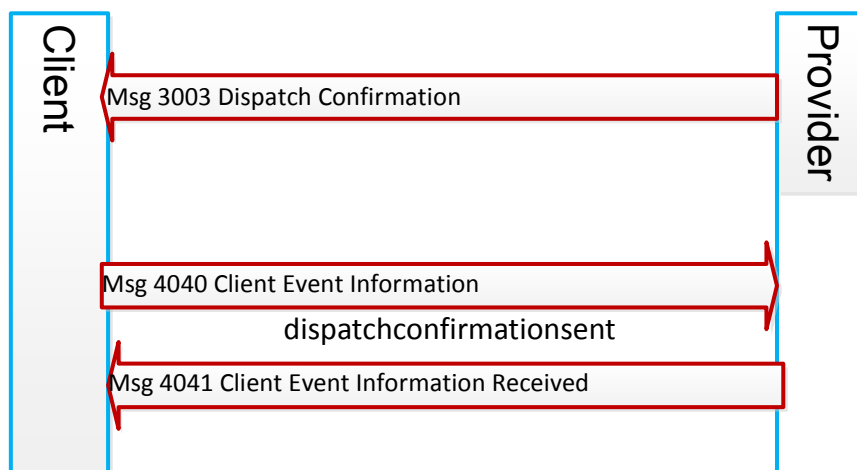 Client
Provider
Msg 3003 Dispatch Confirmation
Msg 4040 Client Event Information
dispatchconfirmationsent
Msg 4041 Client Event Information Received